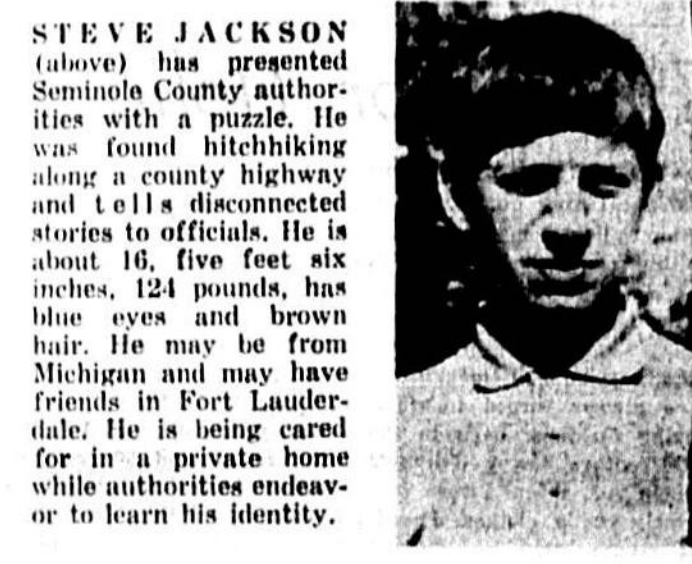 STEVE JACKSON
(above) has presented
Seminole County author-
ities with a puzzle. He
was found hitchhiking
along a county highway
and tells disconnected
stories to officials. He is
about 16, five feet six
inches, 124 pounds, has
blue eyes and brown
hair. He may be from
Michigan and may have
friends in Fort Lauder-
dale. He is being cared
for in a private home
while authorities endeav-
or to learn his identity.